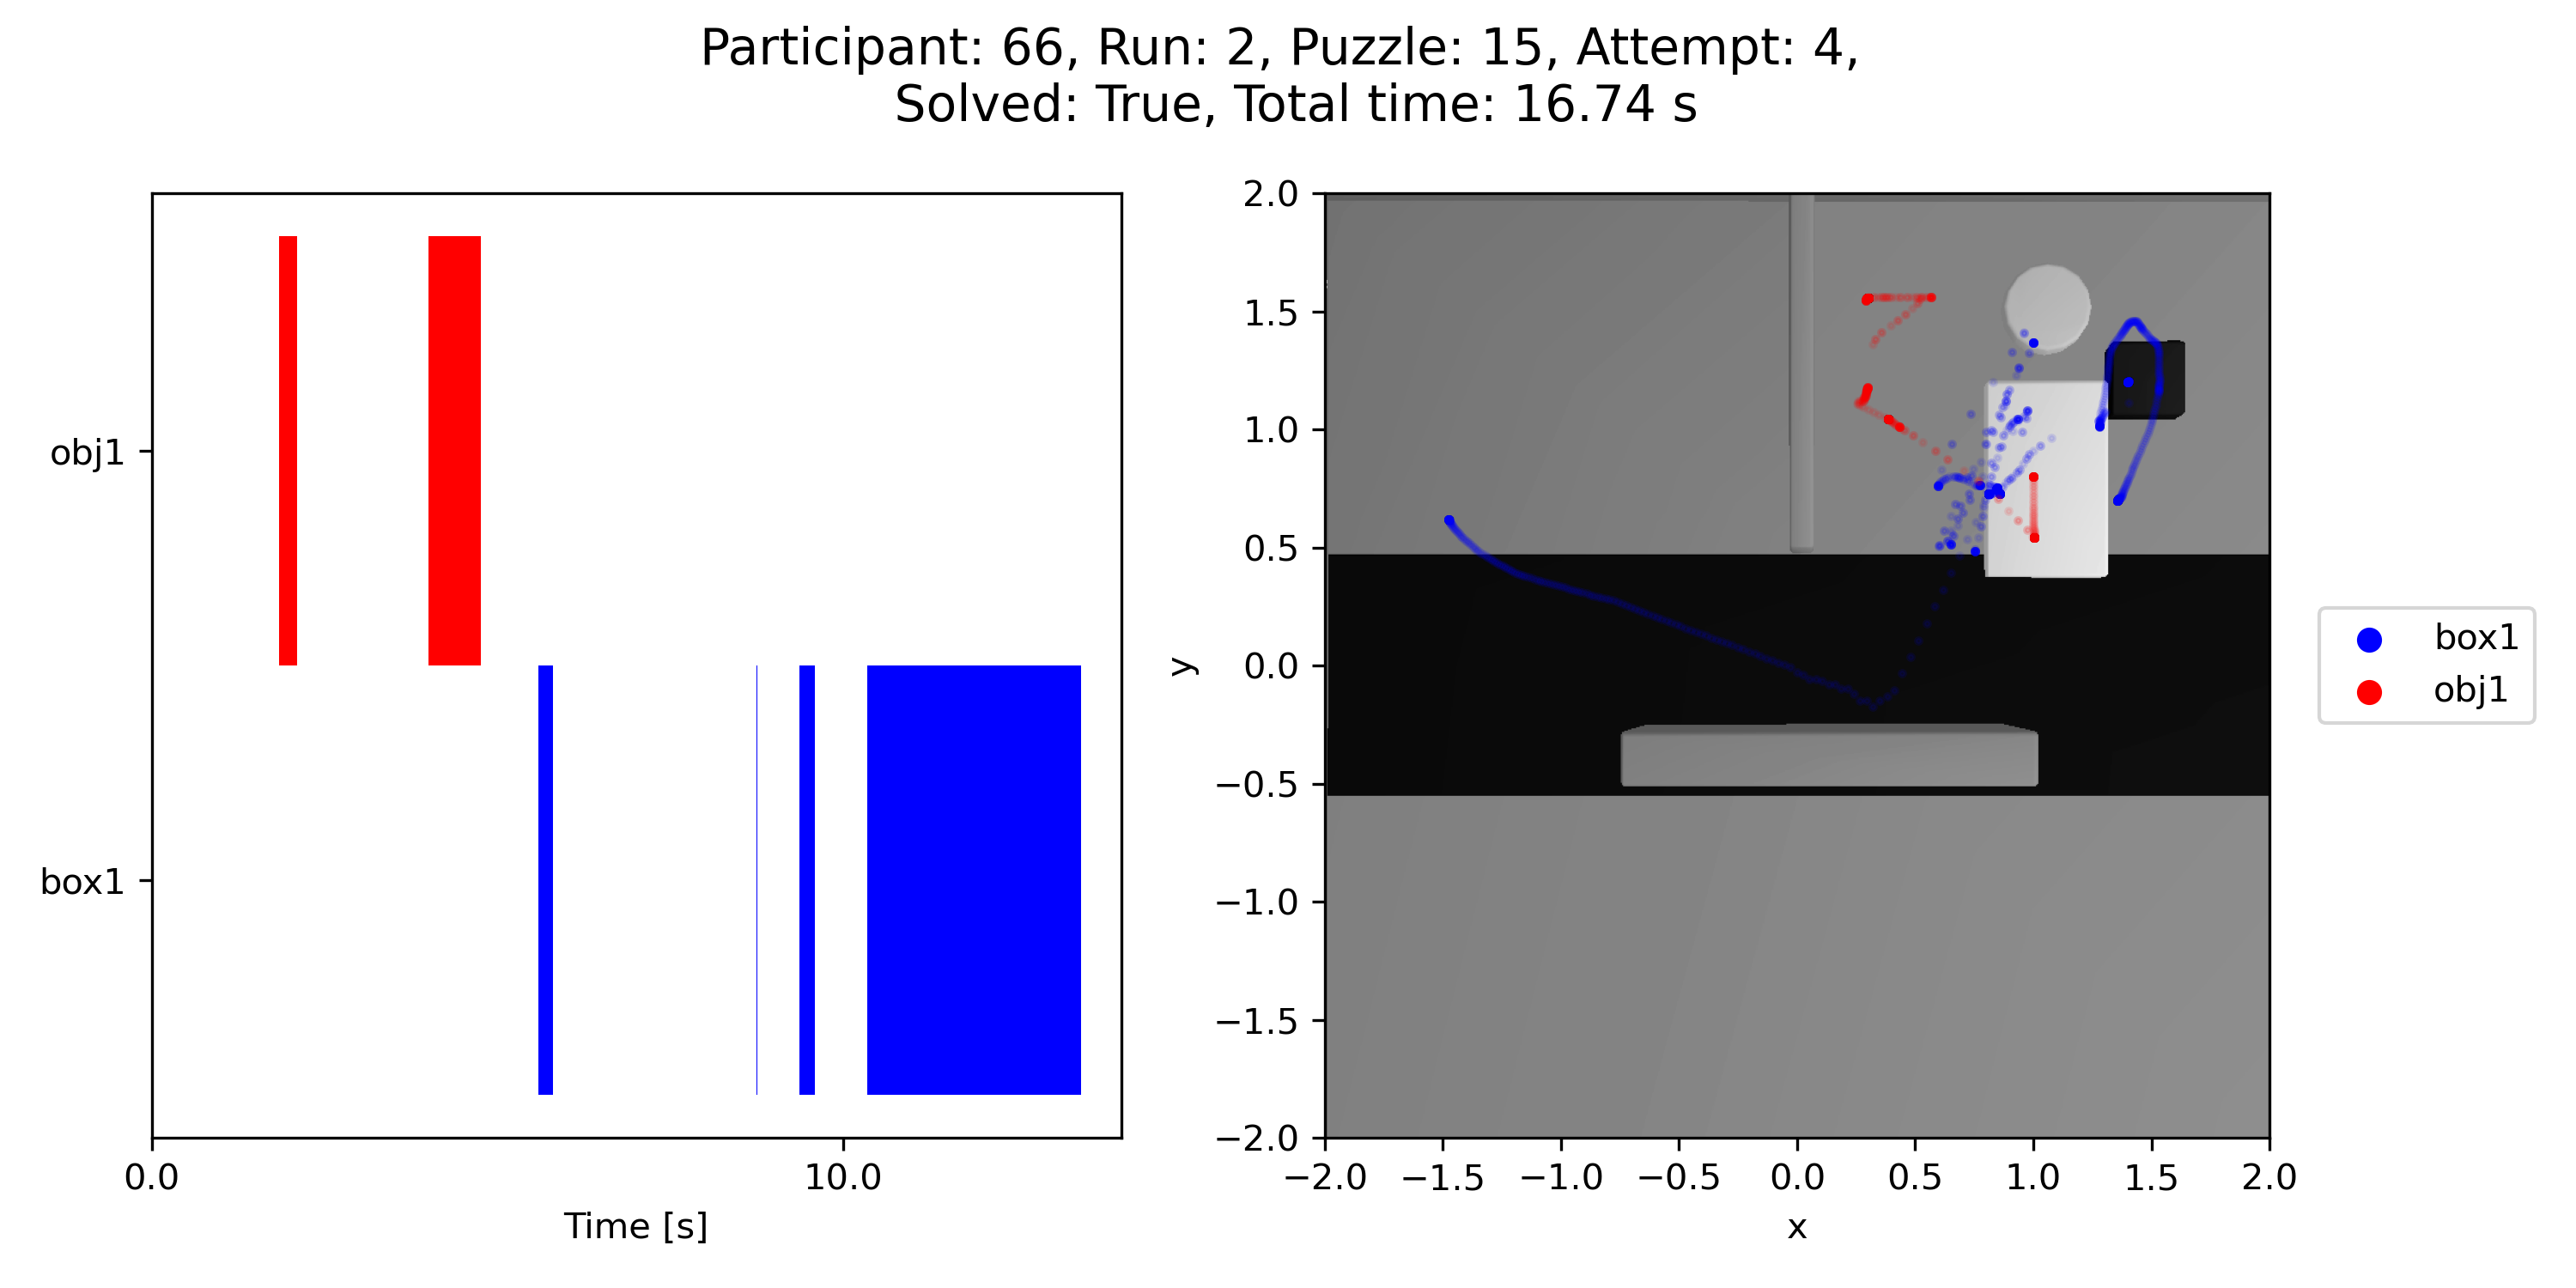 Participant: 66, Run: 2, Puzzle: 15, Attempt: 4,
Solved: True, Total time: 16.74 s
obj1
box1
0.0
10.0
Time [s]
2.0
1.5
1.0
0.5
0.0
−0.5
−1.0
−1.5
−2.0
y
−2.0
−1.5
−1.0
−0.5
0.0
0.5
1.0
1.5
2.0
x
box1
obj1